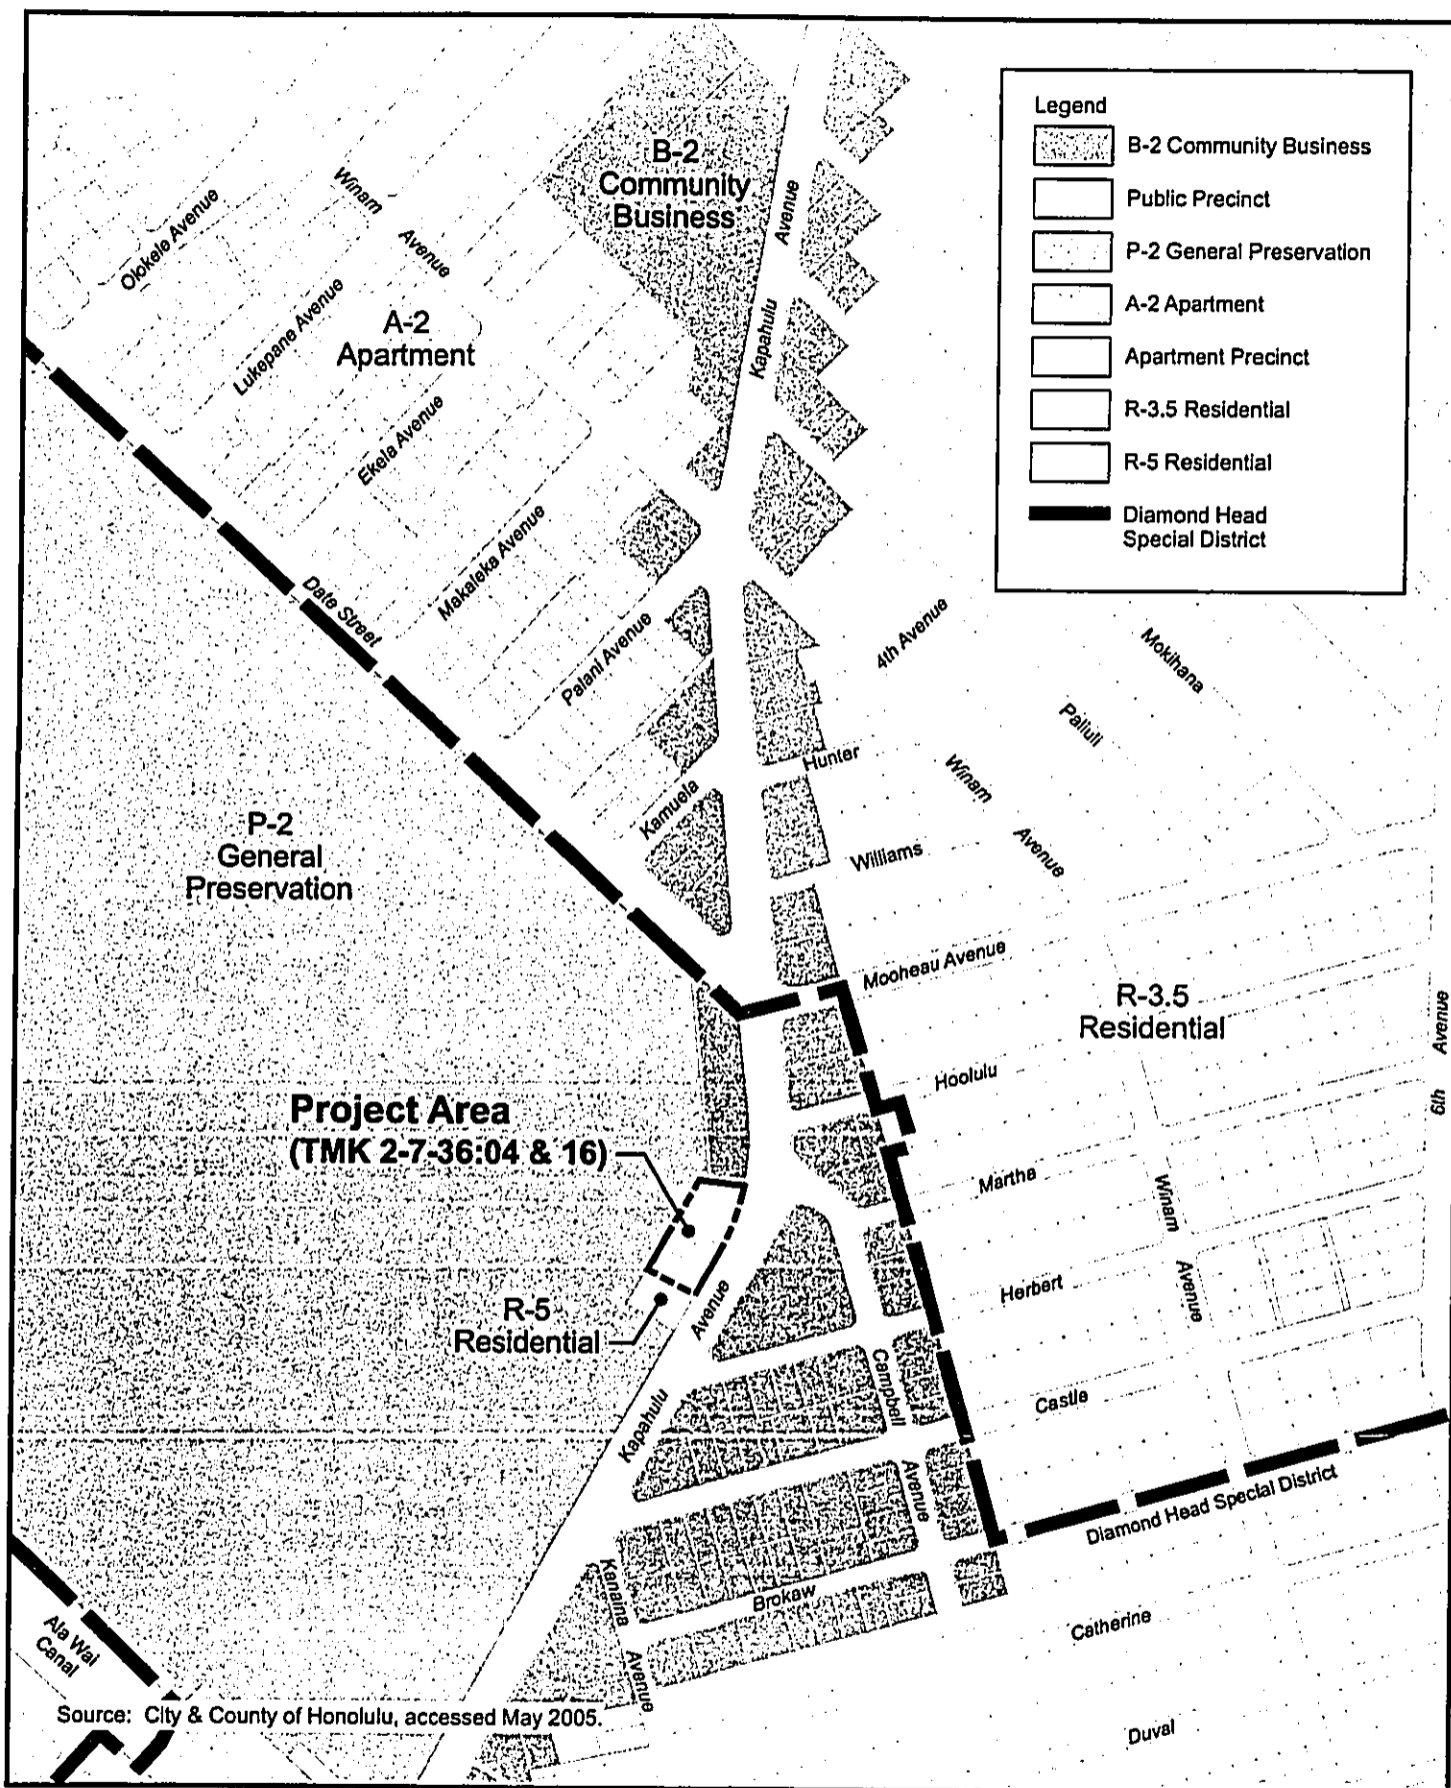 Legend
B-2 Community Business
Public Precinct
P-2 General Preservation
A-2 Apartment
Apartment Precinct
R-3.5 Residential
R-5 Residential
Diamond Head
Special District
B-2
Community
Business
Olokele Avenue
Winam
Avenue
Lukepane Avenue
A-2
Apartment
Kapahulu
Avenue
Ekela Avenue
Makaleka Avenue
Date Street
Palani Avenue
4th Avenue
Mokihana
Paliuli
Hunter
Winam
Avenue
Kamuela
Williams
P-2
General
Preservation
Mooheau Avenue
R-3.5
Residential
6th
Avenue
Hoolulu
Project Area
(TMK 2-7-36:04 & 16)
Martha
Winam
Avenue
Herbert
R-5
Residential
Kapahulu
Avenue
Campbell
Avenue
Castle
Diamond Head Special District
Kanaina
Avenue
Brokaw
Catherine
Ala Wai
Canal
Duval
Source: City & County of Honolulu, accessed May 2005.